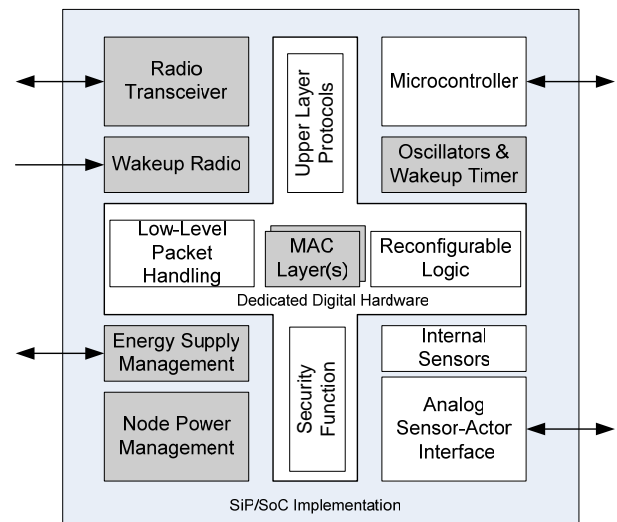 Radio
Transceiver
Upper Layer
Protocols
Microcontroller
Wakeup Radio
Oscillators &
Wakeup Timer
Low-Level
Packet
Handling
MAC
Layer(s)
Reconfigurable
Logic
Dedicated Digital Hardware
Energy Supply
Management
Security
Function
Internal
Sensors
Node Power
Management
Analog
Sensor-Actor
Interface
SiP/SoC Implementation